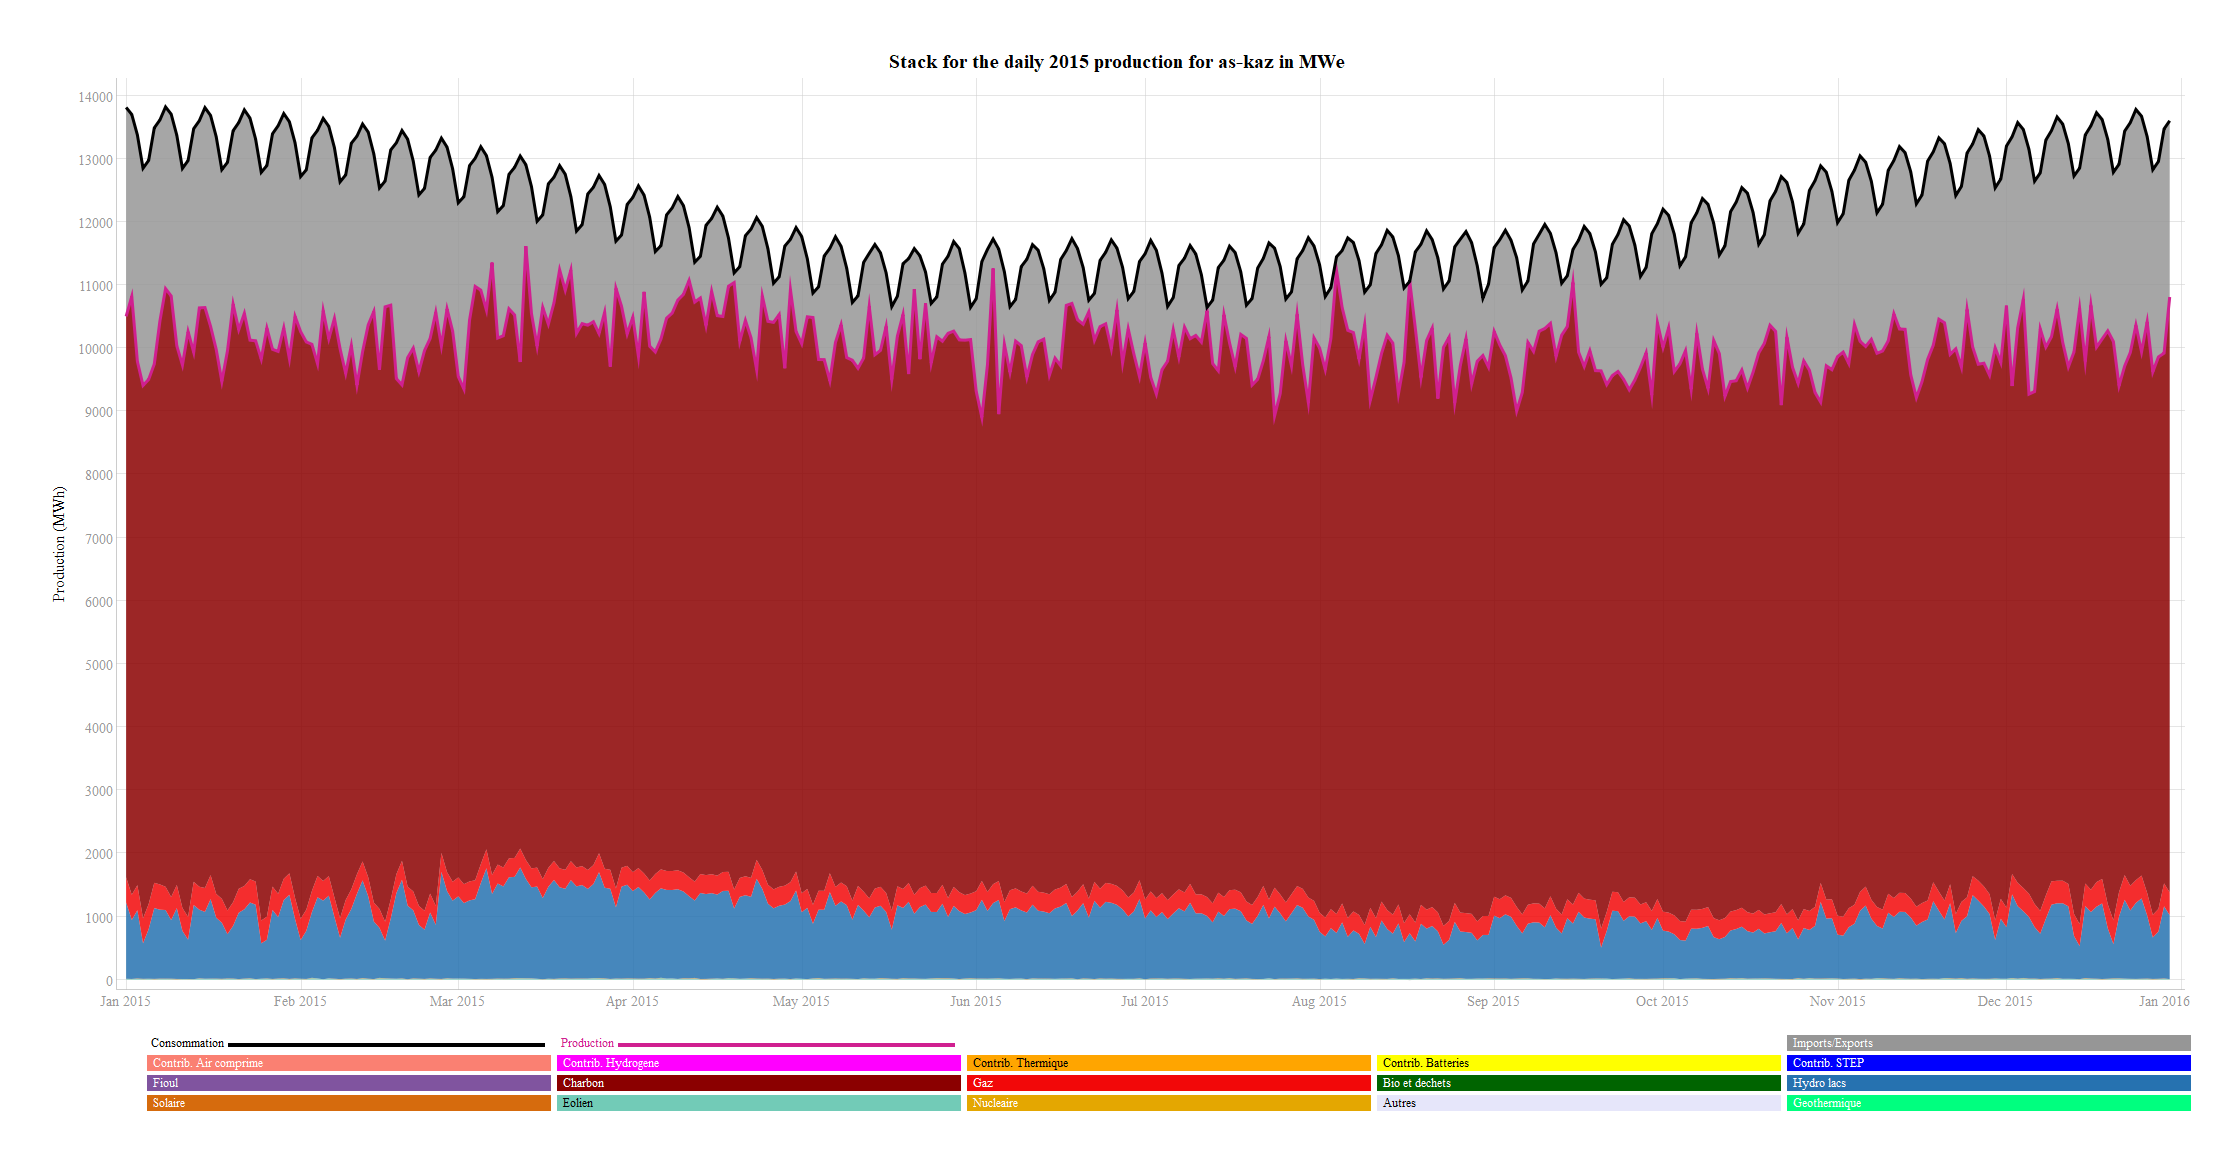 Stack for the daily 2015 production for as-kaz in MWe
Production (MWh)
14000
13000
12000
11000
10000
9000
8000
7000
6000
5000
4000
3000
2000
1000
0
Jan 2015 Feb 2015 Mar 2015 Apr 2015 May 2015 Jun 2015 Jul 2015 Aug 2015 Sep 2015 Oct 2015 Nov 2015 Dec 2015 Jan 2016
Consommation Production Imports/Exports
Contrib. Air comprime Contrib. Hydrogene Contrib. Thermique Contrib. Batteries Contrib. STEP
Fioul Charbon Gaz Bio et dechets Hydro lacs
Solaire Eolien Nucleaire Autres Geothermique